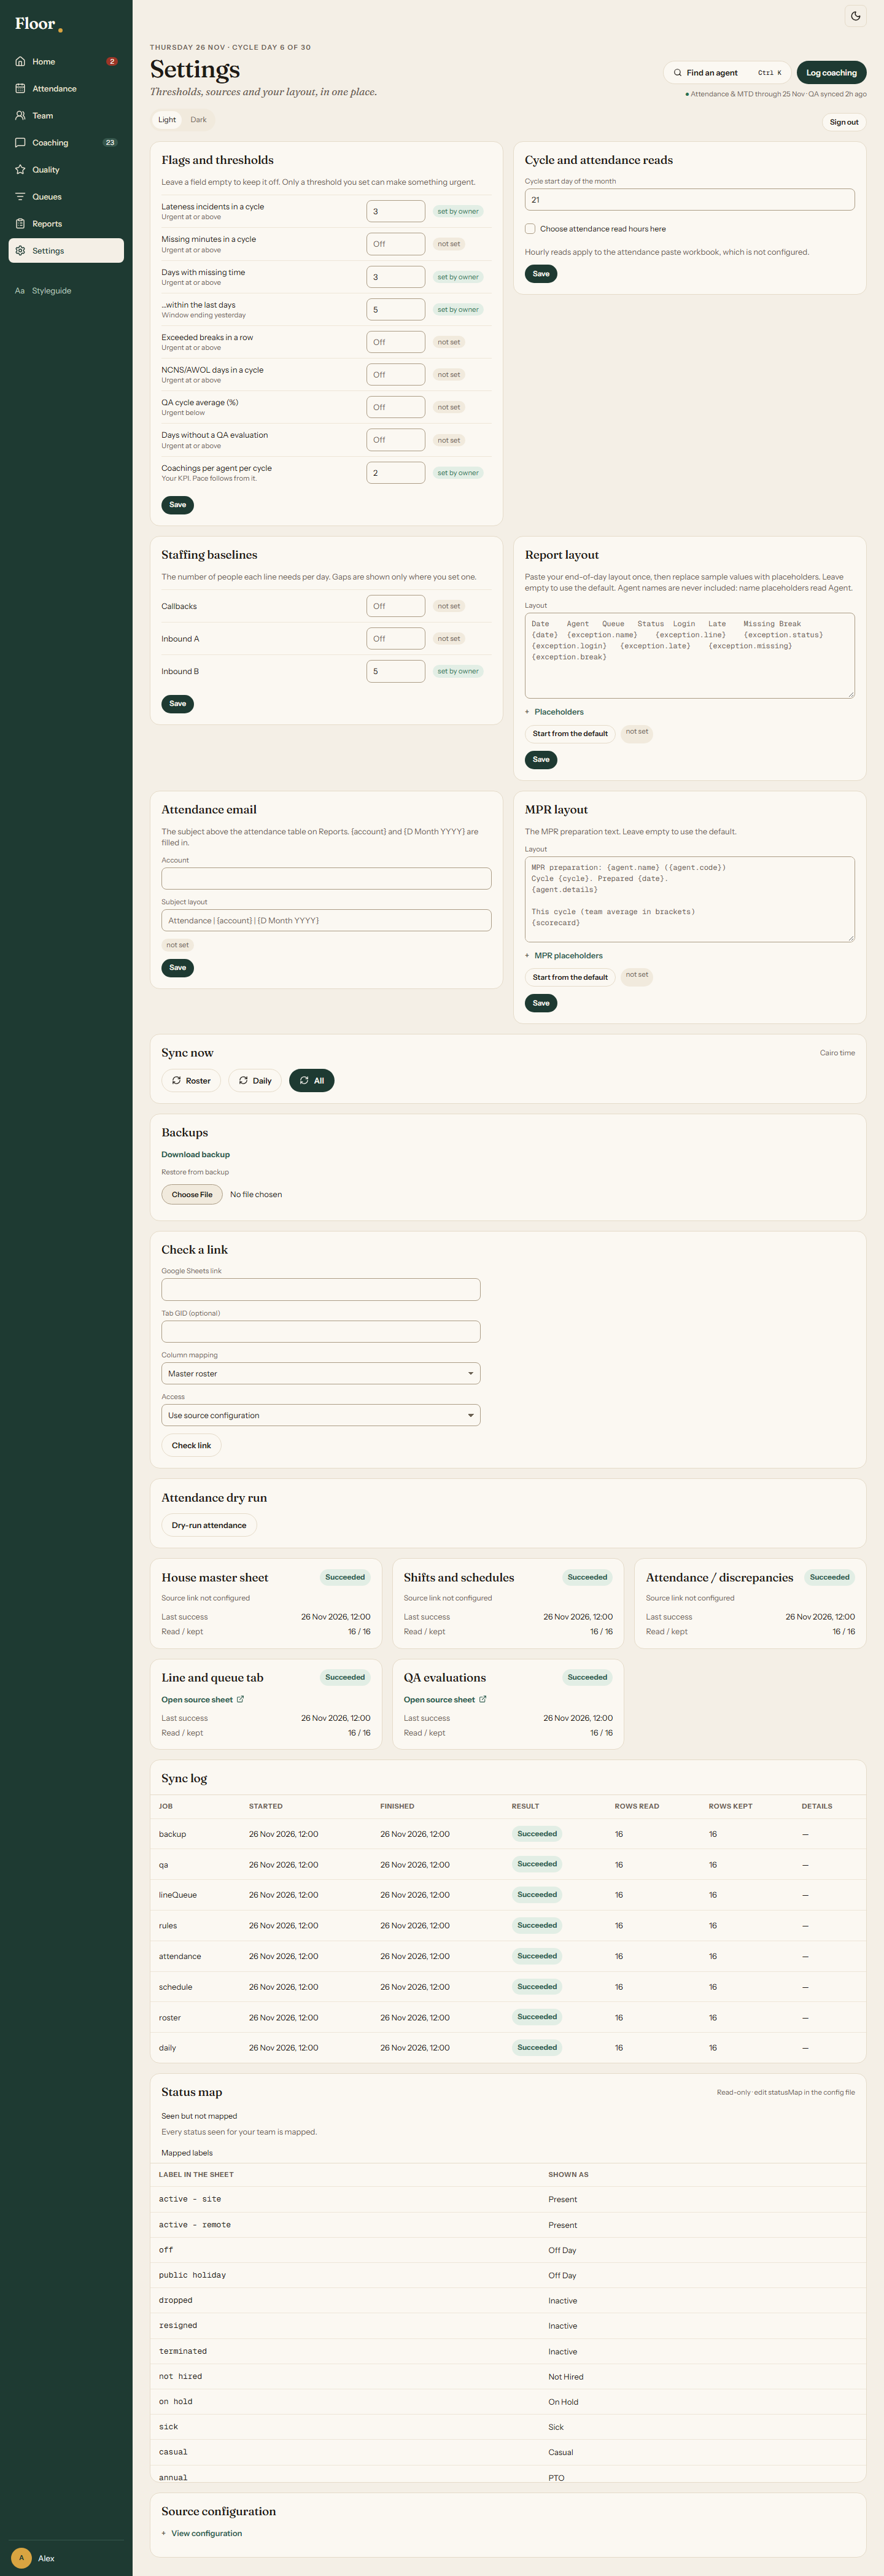 Floor
Home 2
Attendance
Team
Coaching 23
Quality
Queues
Reports
Settings
Aa Styleguide
A Alex
THURSDAY 26 NOV · CYCLE DAY 6 OF 30
Settings
Thresholds, sources and your layout, in one place.
Find an agent Ctrl K
Log coaching
Attendance & MTD through 25 Nov · QA synced 2h ago
Light Dark
Sign out
Flags and thresholds
Leave a field empty to keep it off. Only a threshold you set can make something urgent.
Lateness incidents in a cycle
Urgent at or above
3 set by owner
Missing minutes in a cycle
Urgent at or above
Off not set
Days with missing time
Urgent at or above
3 set by owner
...within the last days
Window ending yesterday
5 set by owner
Exceeded breaks in a row
Urgent at or above
Off not set
NCNS/AWOL days in a cycle
Urgent at or above
Off not set
QA cycle average (%)
Urgent below
Off not set
Days without a QA evaluation
Urgent at or above
Off not set
Coachings per agent per cycle
Your KPI. Pace follows from it.
2 set by owner
Save
Cycle and attendance reads
Cycle start day of the month
21
Choose attendance read hours here
Hourly reads apply to the attendance paste workbook, which is not configured.
Save
Staffing baselines
The number of people each line needs per day. Gaps are shown only where you set one.
Callbacks Off not set
Inbound A Off not set
Inbound B 5 set by owner
Save
Report layout
Paste your end-of-day layout once, then replace sample values with placeholders. Leave
empty to use the default. Agent names are never included: name placeholders read Agent.
Layout
Date Agent Queue Status Login Late Missing Break
{date} {exception.name} {exception.line} {exception.status}
{exception.login} {exception.late} {exception.missing}
{exception.break}
+ Placeholders
Start from the default not set
Save
Attendance email
The subject above the attendance table on Reports. {account} and {D Month YYYY} are
filled in.
Account
Subject layout
Attendance | {account} | {D Month YYYY}
not set
Save
MPR layout
The MPR preparation text. Leave empty to use the default.
Layout
MPR preparation: {agent.name} ({agent.code})
Cycle {cycle}. Prepared {date}.
{agent.details}
This cycle (team average in brackets)
{scorecard}
+ MPR placeholders
Start from the default not set
Save
Sync now
Cairo time
Roster Daily All
Backups
Download backup
Restore from backup
Choose File No file chosen
Check a link
Google Sheets link
Tab GID (optional)
Column mapping
Master roster
Access
Use source configuration
Check link
Attendance dry run
Dry-run attendance
House master sheet Succeeded
Source link not configured
Last success 26 Nov 2026, 12:00
Read / kept 16 / 16
Shifts and schedules Succeeded
Source link not configured
Last success 26 Nov 2026, 12:00
Read / kept 16 / 16
Attendance / discrepancies Succeeded
Source link not configured
Last success 26 Nov 2026, 12:00
Read / kept 16 / 16
Line and queue tab Succeeded
Open source sheet
Last success 26 Nov 2026, 12:00
Read / kept 16 / 16
QA evaluations Succeeded
Open source sheet
Last success 26 Nov 2026, 12:00
Read / kept 16 / 16
Sync log
JOB STARTED FINISHED RESULT ROWS READ ROWS KEPT DETAILS
backup 26 Nov 2026, 12:00 26 Nov 2026, 12:00 Succeeded 16 16 —
qa 26 Nov 2026, 12:00 26 Nov 2026, 12:00 Succeeded 16 16 —
lineQueue 26 Nov 2026, 12:00 26 Nov 2026, 12:00 Succeeded 16 16 —
rules 26 Nov 2026, 12:00 26 Nov 2026, 12:00 Succeeded 16 16 —
attendance 26 Nov 2026, 12:00 26 Nov 2026, 12:00 Succeeded 16 16 —
schedule 26 Nov 2026, 12:00 26 Nov 2026, 12:00 Succeeded 16 16 —
roster 26 Nov 2026, 12:00 26 Nov 2026, 12:00 Succeeded 16 16 —
daily 26 Nov 2026, 12:00 26 Nov 2026, 12:00 Succeeded 16 16 —
Status map
Read-only · edit statusMap in the config file
Seen but not mapped
Every status seen for your team is mapped.
Mapped labels
LABEL IN THE SHEET SHOWN AS
active - site Present
active - remote Present
off Off Day
public holiday Off Day
dropped Inactive
resigned Inactive
terminated Inactive
not hired Not Hired
on hold On Hold
sick Sick
casual Casual
annual PTO
Source configuration
+ View configuration